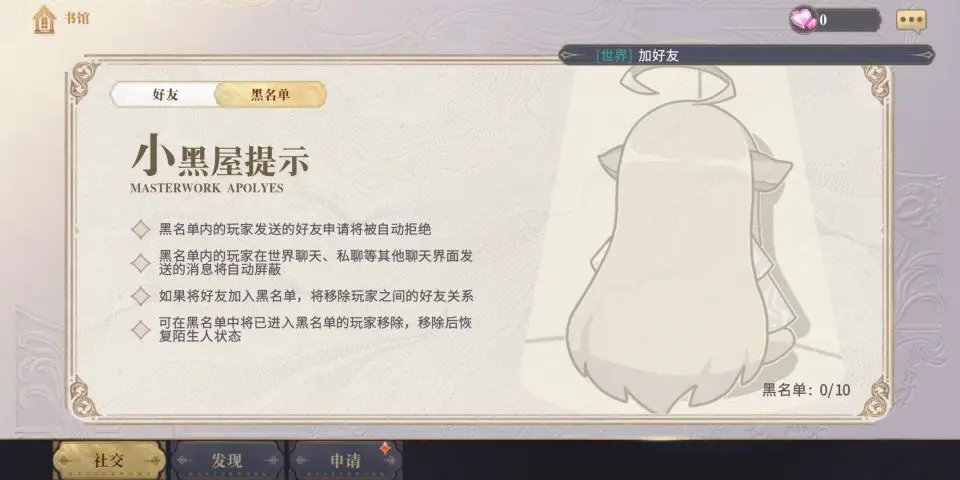 书馆
0
[世界] 加好友
好友
黑名单
小黑屋提示
MASTERWORK APOLYES
黑名单内的玩家发送的好友申请将被自动拒绝
黑名单内的玩家在世界聊天、私聊等其他聊天界面发
送的消息将自动屏蔽
如果将好友加入黑名单，将移除玩家之间的好友关系
可在黑名单中将已进入黑名单的玩家移除，移除后恢
复陌生人状态
黑名单：0/10
社交
发现
申请